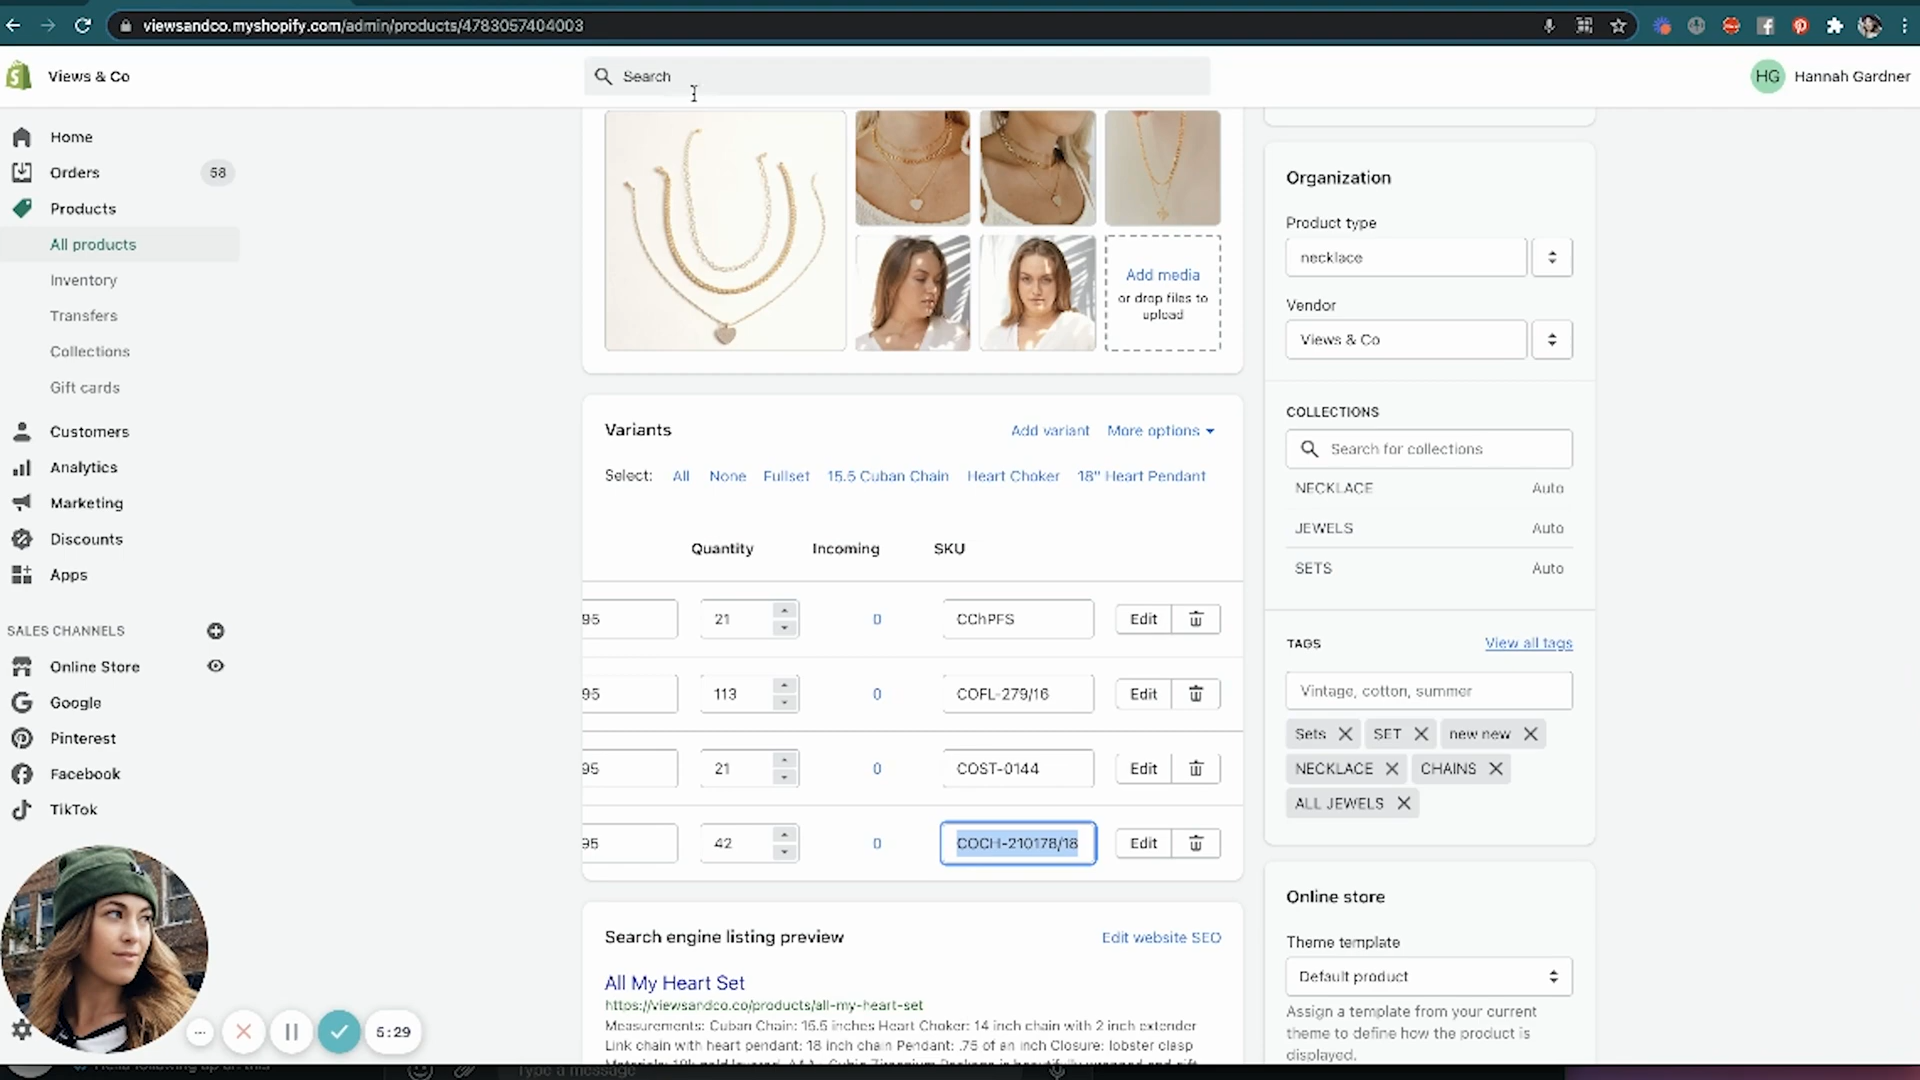 viewsandco.myshopify.com/admin/products/4783057404003
Views & Co
Search
HG Hannah Gardner
Home
Orders 58
Products
All products
Inventory
Transfers
Collections
Gift cards
Customers
Analytics
Marketing
Discounts
Apps
SALES CHANNELS
Online Store
Google
Pinterest
Facebook
TikTok
5:29
Add media
or drop files to
upload
Variants Add variant More options
Select: All None Fullset 15.5 Cuban Chain Heart Choker 18" Heart Pendant
Quantity Incoming SKU
95 21 0 CChPFS Edit
95 113 0 COFL-279/16 Edit
95 21 0 COST-0144 Edit
95 42 0 COCH-210178/18 Edit
Search engine listing preview Edit website SEO
All My Heart Set
https://viewsandco.co/products/all-my-heart-set
Measurements: Cuban Chain: 15.5 inches Heart Choker: 14 inch chain with 2 inch extender
Link chain with heart pendant: 18 inch chain Pendant: .75 of an inch Closure: lobster clasp
Organization
Product type
necklace
Vendor
Views & Co
COLLECTIONS
Search for collections
NECKLACE Auto
JEWELS Auto
SETS Auto
TAGS View all tags
Vintage, cotton, summer
Sets SET new new
NECKLACE CHAINS
ALL JEWELS
Online store
Theme template
Default product
Assign a template from your current
theme to define how the product is
displayed.
Type a message